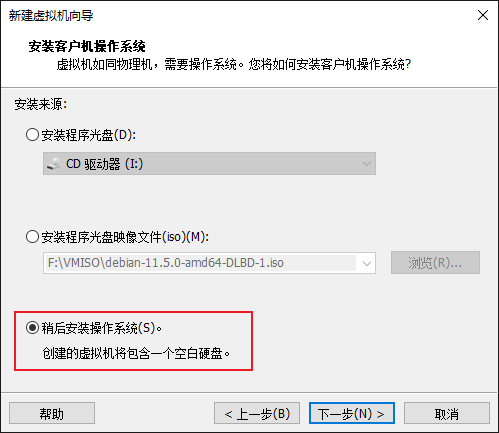 新建虚拟机向导
安装客户机操作系统
虚拟机如同物理机，需要操作系统。您将如何安装客户机操作系统?
安装来源:
安装程序光盘(D):
CD 驱动器 (I:)
安装程序光盘映像文件(iso)(M):
F:\VMISO\debian-11.5.0-amd64-DLBD-1.iso
浏览(R)...
稍后安装操作系统(S)。
创建的虚拟机将包含一个空白硬盘。
帮助
< 上一步(B)
下一步(N) >
取消